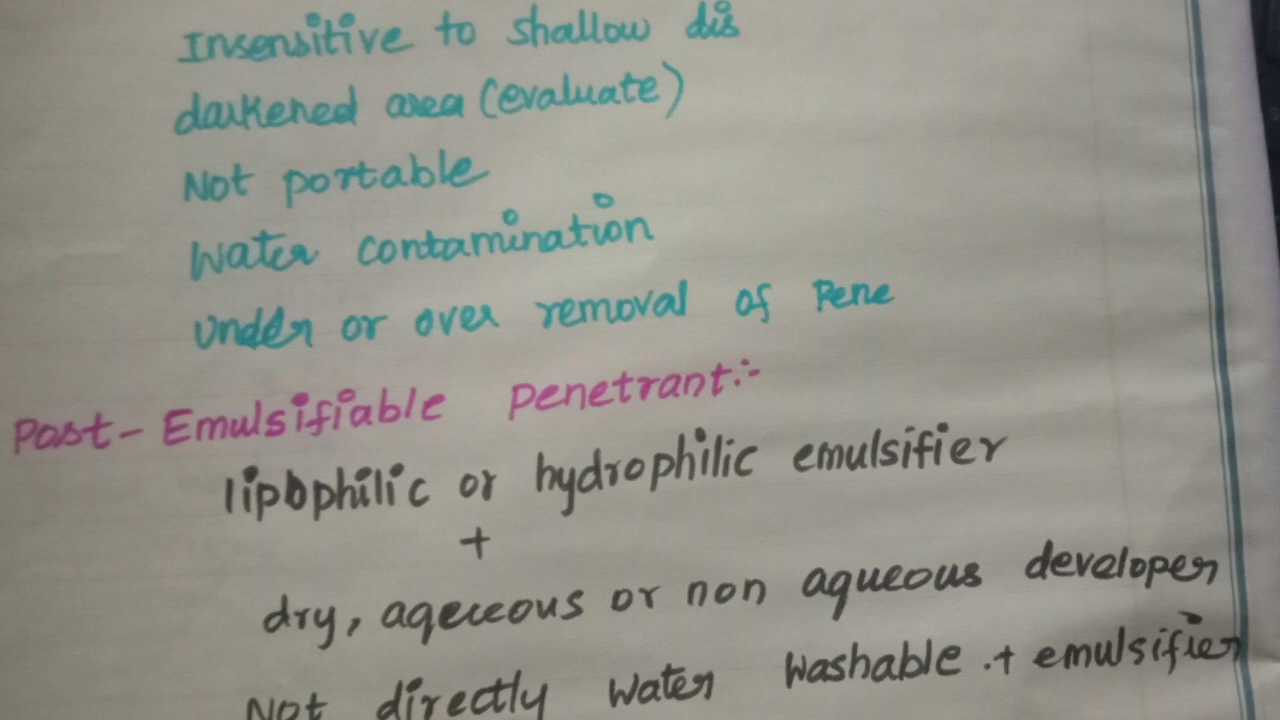 Insensitive to shallow dis
darkened area (evaluate)
Not portable
Water contamination
Under or over removal of Pene
Post-Emulsifiable Penetrant:-
lipophilic or hydrophilic emulsifier
+
dry, aqeceous or non aqueous developer
Not directly water washable .+ emulsifier